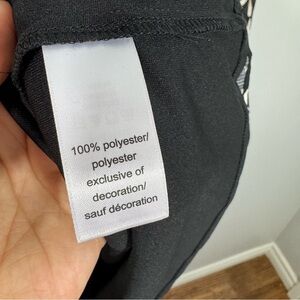 100% polyester/
polyester
exclusive of
decoration/
sauf décoration